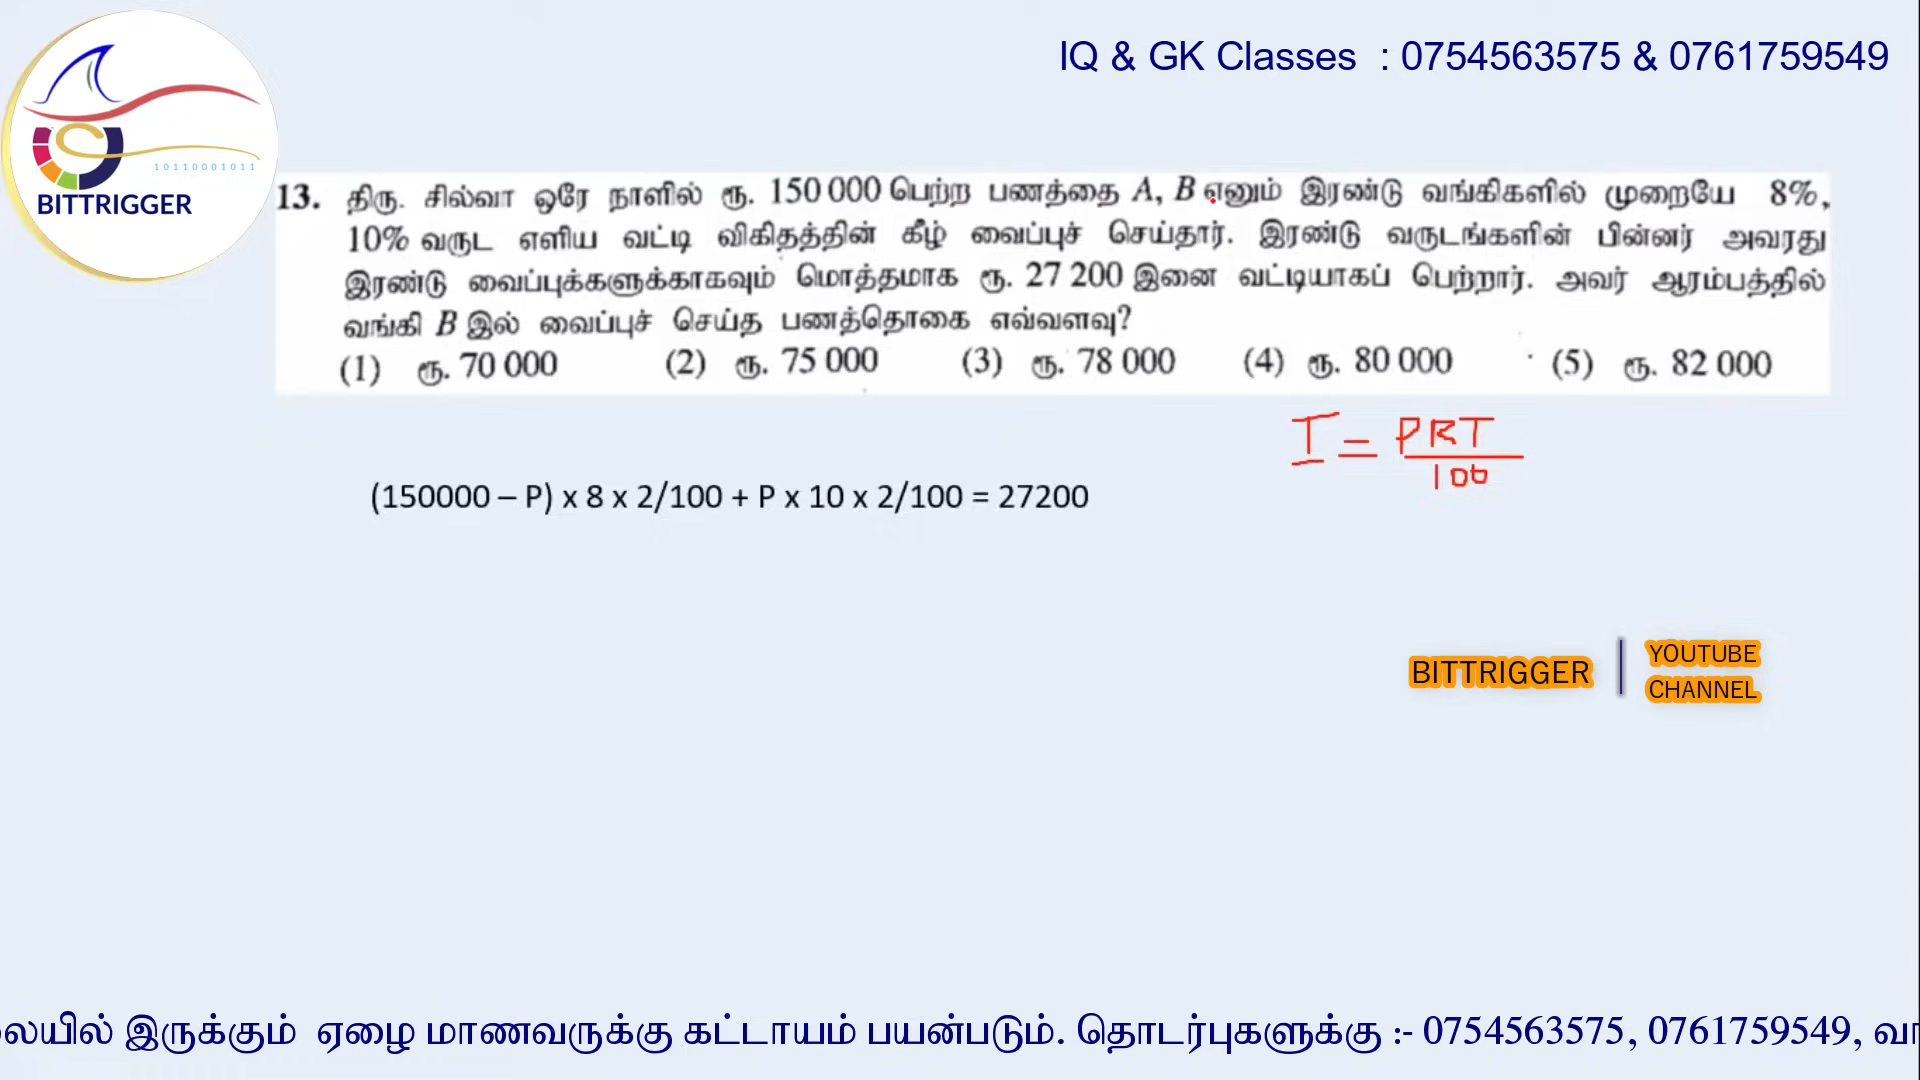 IQ & GK Classes : 0754563575 & 0761759549
10110001011
BITTRIGGER
13. திரு. சில்வா ஒரே நாளில் ரூ. 150 000 பெற்ற பணத்தை A, B எனும் இரண்டு வங்கிகளில் முறையே 8%,
10% வருட எளிய வட்டி விகிதத்தின் கீழ் வைப்புச் செய்தார். இரண்டு வருடங்களின் பின்னர் அவரது
இரண்டு வைப்புக்களுக்காகவும் மொத்தமாக ரூ. 27 200 இனை வட்டியாகப் பெற்றார். அவர் ஆரம்பத்தில்
வங்கி B இல் வைப்புச் செய்த பணத்தொகை எவ்வளவு?
(1) ரூ. 70 000 (2) ரூ. 75 000 (3) ரூ. 78 000 (4) ரூ. 80 000 (5) ரூ. 82 000
I = PRT
100
(150000 – P) x 8 x 2/100 + P x 10 x 2/100 = 27200
BITTRIGGER
YOUTUBE
CHANNEL
லையில் இருக்கும் ஏழை மாணவருக்கு கட்டாயம் பயன்படும். தொடர்புகளுக்கு :- 0754563575, 0761759549, வா